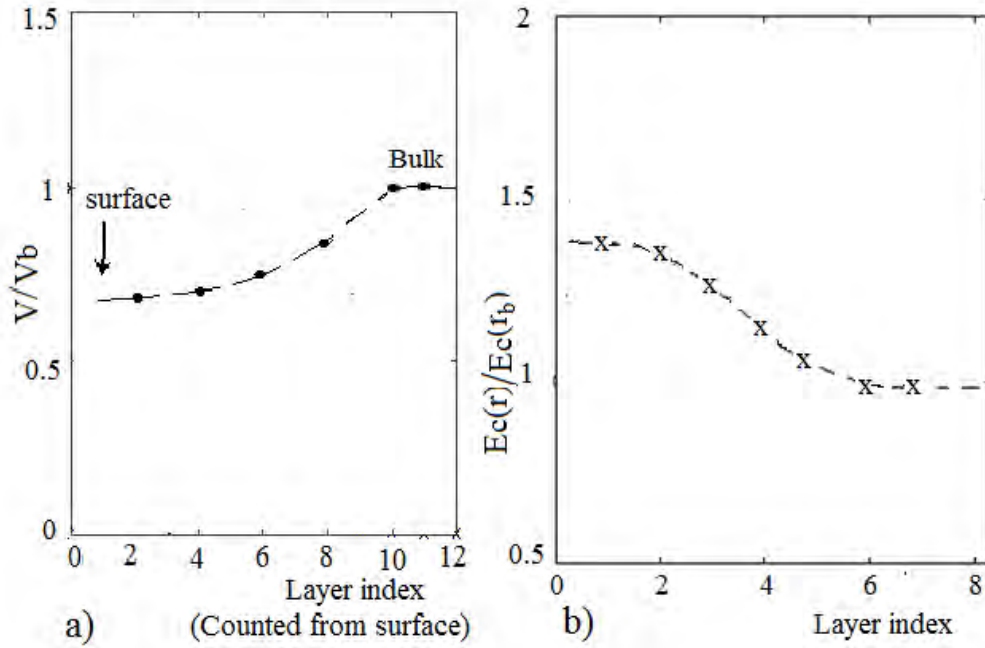 1.5
1
0.5
0
V/Vb
surface
Bulk
0 2 4 6 8 10 12
Layer index
(Counted from surface)
a)
2
1.5
1
0.5
Ec(r)/Ec(r_b)
X X X X X X X
0 2 4 6 8
Layer index
b)